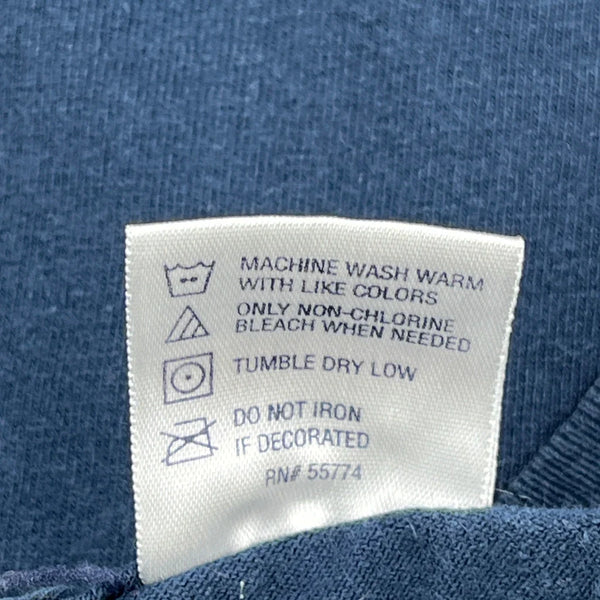 MACHINE WASH WARM
WITH LIKE COLORS
ONLY NON-CHLORINE
BLEACH WHEN NEEDED
TUMBLE DRY LOW
DO NOT IRON
IF DECORATED
RN# 55774